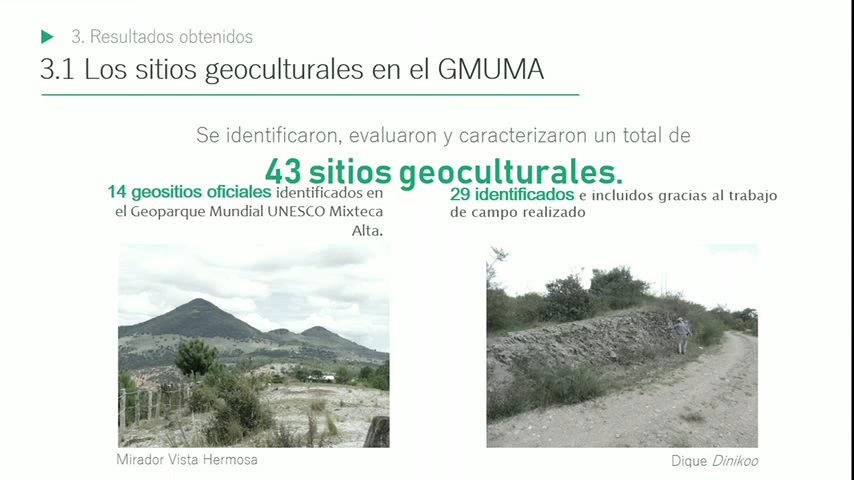 3. Resultados obtenidos
3.1 Los sitios geoculturales en el GMUMA
Se identificaron, evaluaron y caracterizaron un total de
43 sitios geoculturales.
14 geositios oficiales identificados en
el Geoparque Mundial UNESCO Mixteca
Alta.
29 identificados e incluidos gracias al trabajo
de campo realizado
Mirador Vista Hermosa
Dique Dinikoo